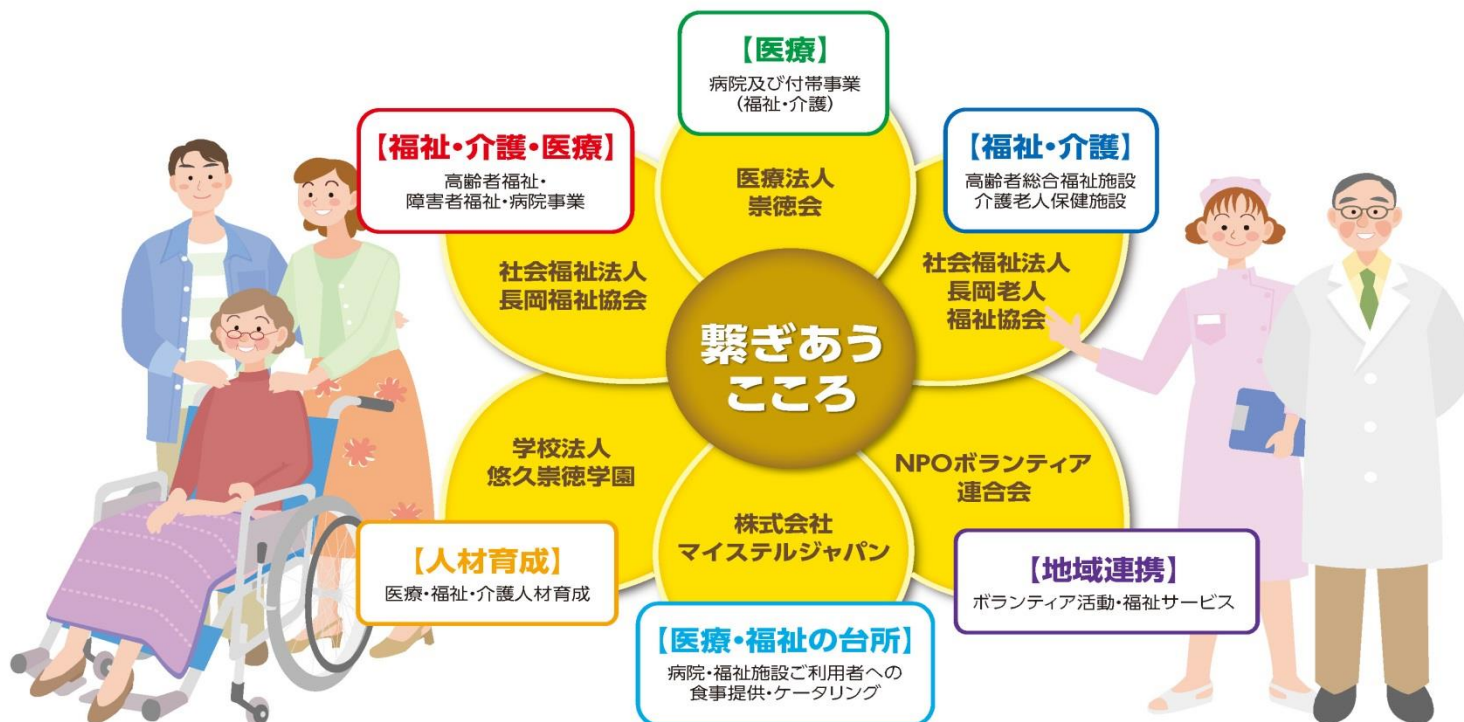 【医療】
病院及び付帯事業
(福祉・介護)
医療法人
崇徳会
【福祉・介護・医療】
高齢者福祉・
障害者福祉・病院事業
社会福祉法人
長岡福祉協会
【福祉・介護】
高齢者総合福祉施設
介護老人保健施設
社会福祉法人
長岡老人
福祉協会
繋ぎあう
こころ
学校法人
悠久崇徳学園
【人材育成】
医療・福祉・介護人材育成
株式会社
マイステルジャパン
【医療・福祉の台所】
病院・福祉施設ご利用者への
食事提供・ケータリング
NPOボランティア
連合会
【地域連携】
ボランティア活動・福祉サービス